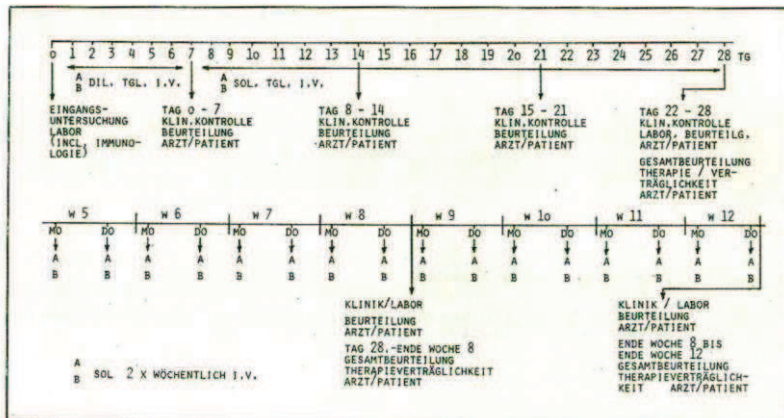 0 1 2 3 4 5 6 7 8 9 10 11 12 13 14 15 16 17 18 19 20 21 22 23 24 25 26 27 28 TG
A
B DIL. TGL. I.V.
A
B SOL. TGL. I.V.
EINGANGS-
UNTERSUCHUNG
LABOR
(INCL. IMMUNO-
LOGIE)
TAG 0 - 7
KLIN.KONTROLLE
BEURTEILUNG
ARZT/PATIENT
TAG 8 - 14
KLIN.KONTROLLE
BEURTEILUNG
ARZT/PATIENT
TAG 15 - 21
KLIN.KONTROLLE
BEURTEILUNG
ARZT/PATIENT
TAG 22 - 28
KLIN.KONTROLLE
LABOR. BEURTEILG.
ARZT/PATIENT
GESAMTBEURTEILUNG
THERAPIE / VER-
TRÄGLICHKEIT
ARZT/PATIENT
W 5 W 6 W 7 W 8 W 9 W 10 W 11 W 12
MO DO MO DO MO DO MO DO MO DO MO DO MO DO MO DO
A A A A A A A A A A A A A A A A
B B B B B B B B B B B B B B B B
KLINIK/LABOR
BEURTEILUNG
ARZT/PATIENT
TAG 28.-ENDE WOCHE 8
GESAMTBEURTEILUNG
THERAPIEVERTRÄGLICHKEIT
ARZT/PATIENT
KLINIK / LABOR
BEURTEILUNG
ARZT/PATIENT
ENDE WOCHE 8 BIS
ENDE WOCHE 12
GESAMTBEURTEILUNG
THERAPIEVERTRÄGLICH-
KEIT ARZT/PATIENT
A
B SOL 2 X WÖCHENTLICH I.V.